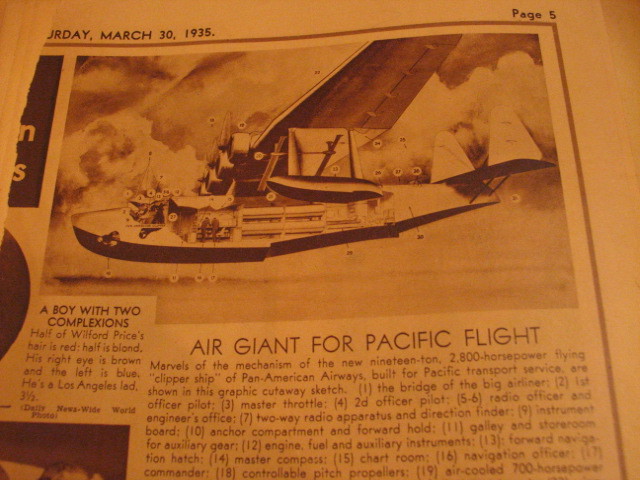 Page 5
URDAY, MARCH 30, 1935.
n
s
A BOY WITH TWO
COMPLEXIONS
Half of Wilford Price's
hair is red; half is blond.
His right eye is brown
and the left is blue.
He's a Los Angeles lad,
3½.
(Daily News-Wide World
Photo)
AIR GIANT FOR PACIFIC FLIGHT
Marvels of the mechanism of the new nineteen-ton, 2,800-horsepower flying
"clipper ship" of Pan-American Airways, built for Pacific transport service, are
shown in this graphic cutaway sketch. (1) the bridge of the big airliner; (2) 1st
officer pilot; (3) master throttle; (4) 2d officer pilot; (5-6) radio officer and
engineer's office; (7) two-way radio apparatus and direction finder; (9) instrument
board; (10) anchor compartment and forward hold; (11) galley and storeroom
for auxiliary gear; (12) engine, fuel and auxiliary instruments; (13); forward naviga-
tion hatch; (14) master compass; (15) chart room; (16) navigation officer; (17)
commander; (18) controllable pitch propellers; (19) air-cooled 700-horsepower